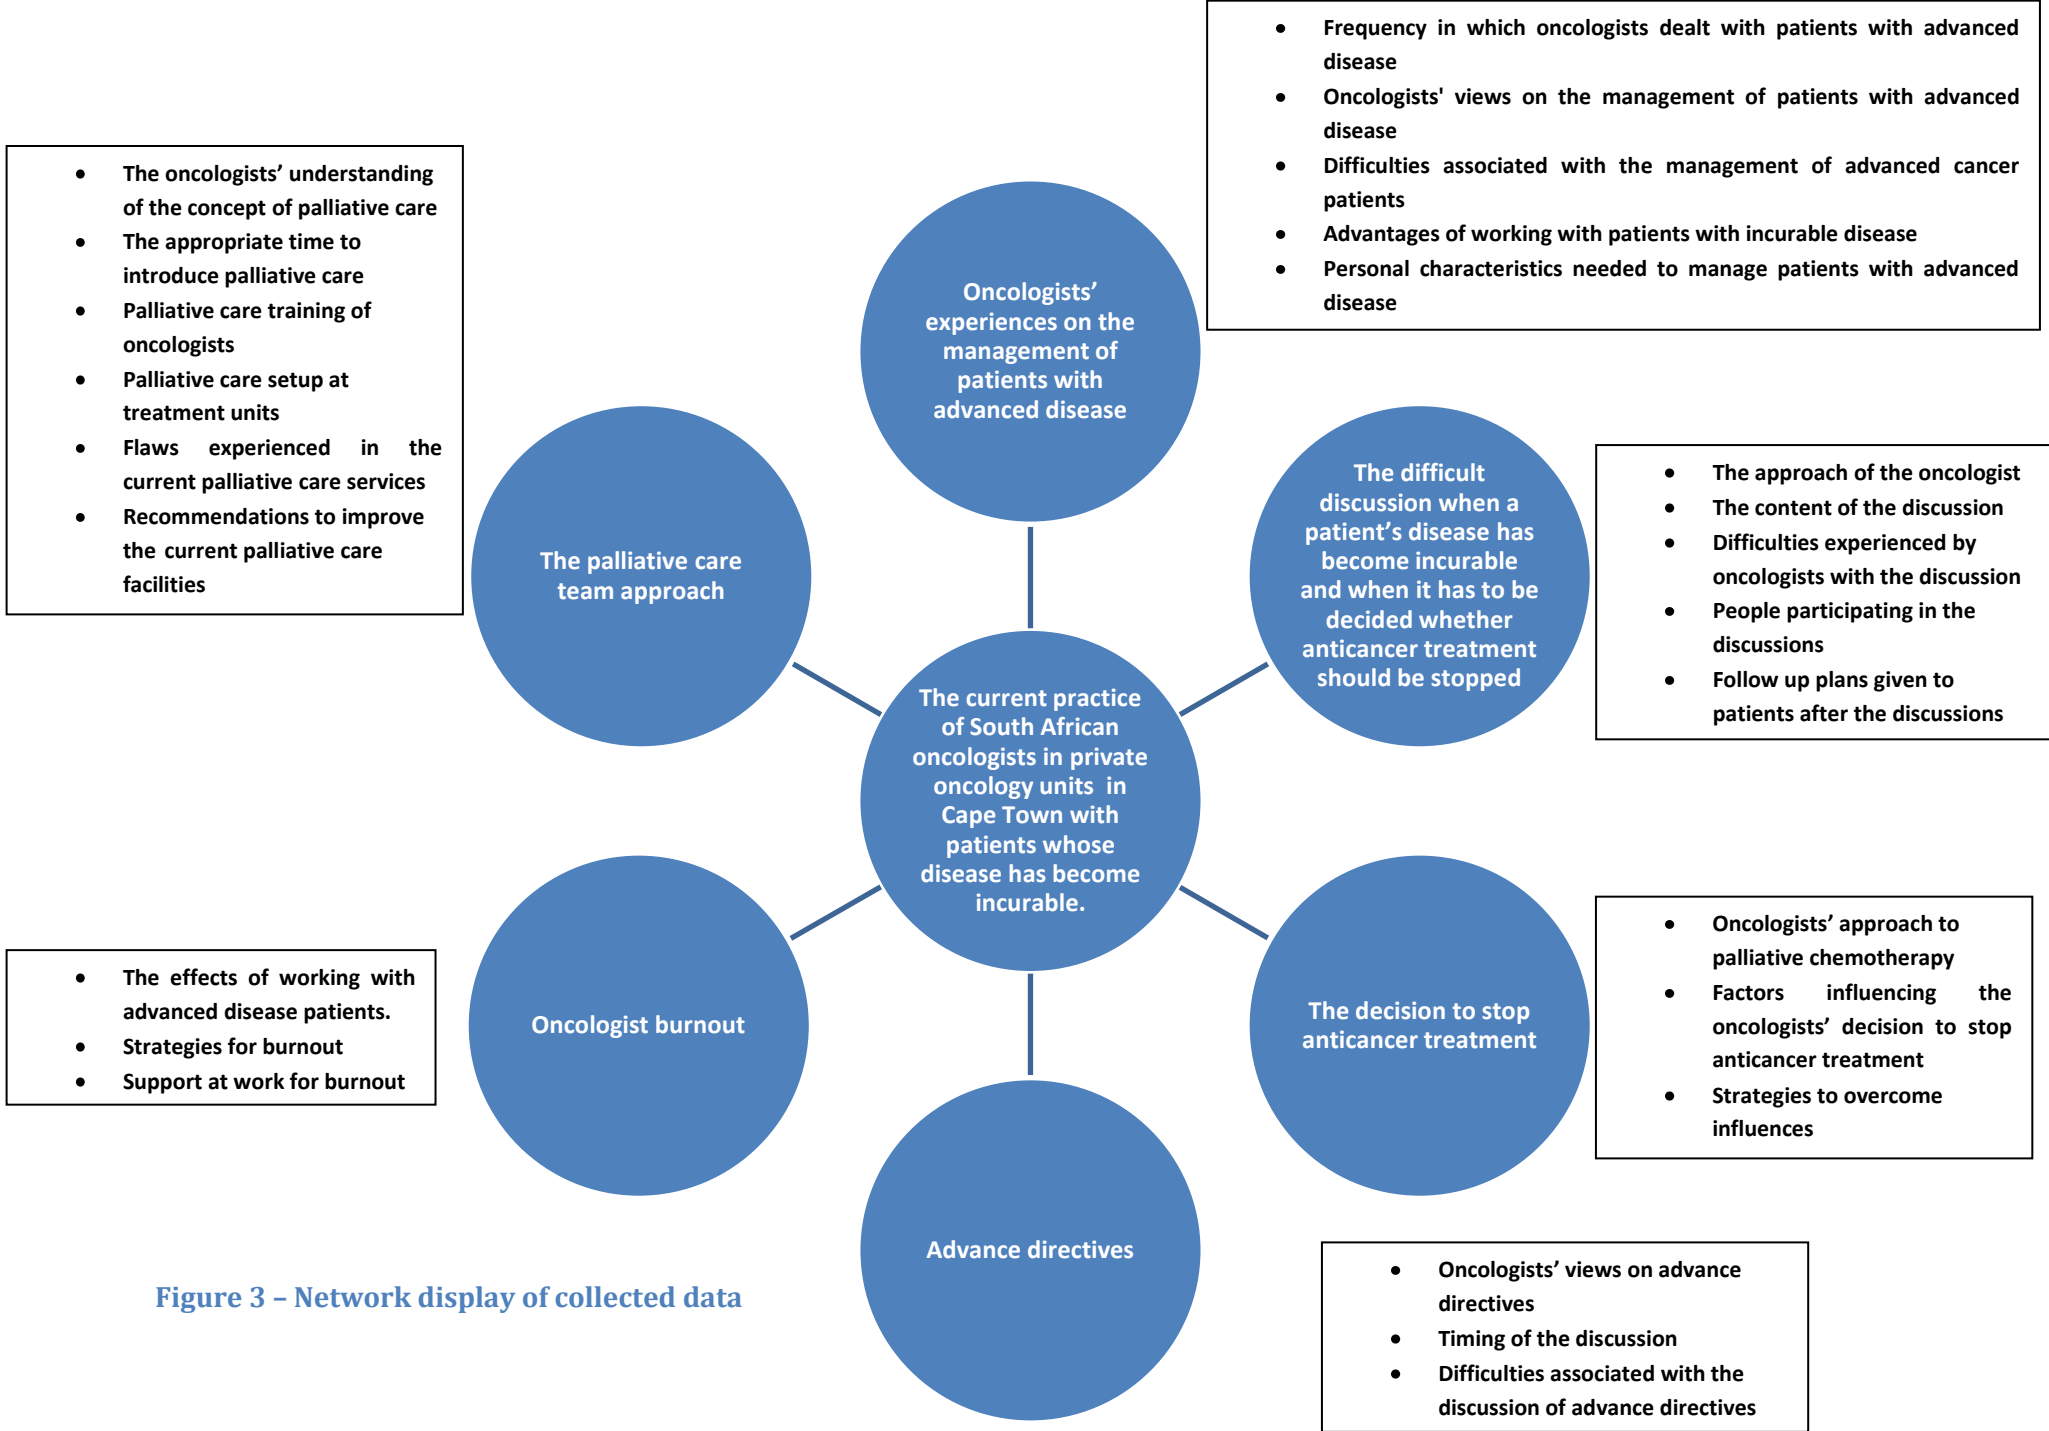 • Frequency in which oncologists dealt with patients with advanced
disease
• Oncologists' views on the management of patients with advanced
disease
• Difficulties associated with the management of advanced cancer
patients
• Advantages of working with patients with incurable disease
• Personal characteristics needed to manage patients with advanced
disease
• The oncologists’ understanding
of the concept of palliative care
• The appropriate time to
introduce palliative care
• Palliative care training of
oncologists
• Palliative care setup at
treatment units
• Flaws experienced in the
current palliative care services
• Recommendations to improve
the current palliative care
facilities
Oncologists’
experiences on the
management of
patients with
advanced disease
The palliative care
team approach
The difficult
discussion when a
patient’s disease has
become incurable
and when it has to be
decided whether
anticancer treatment
should be stopped
• The approach of the oncologist
• The content of the discussion
• Difficulties experienced by
oncologists with the discussion
• People participating in the
discussions
• Follow up plans given to
patients after the discussions
The current practice
of South African
oncologists in private
oncology units in
Cape Town with
patients whose
disease has become
incurable.
• The effects of working with
advanced disease patients.
• Strategies for burnout
• Support at work for burnout
Oncologist burnout
The decision to stop
anticancer treatment
• Oncologists’ approach to
palliative chemotherapy
• Factors influencing the
oncologists’ decision to stop
anticancer treatment
• Strategies to overcome
influences
Advance directives
• Oncologists’ views on advance
directives
• Timing of the discussion
• Difficulties associated with the
discussion of advance directives
Figure 3 – Network display of collected data